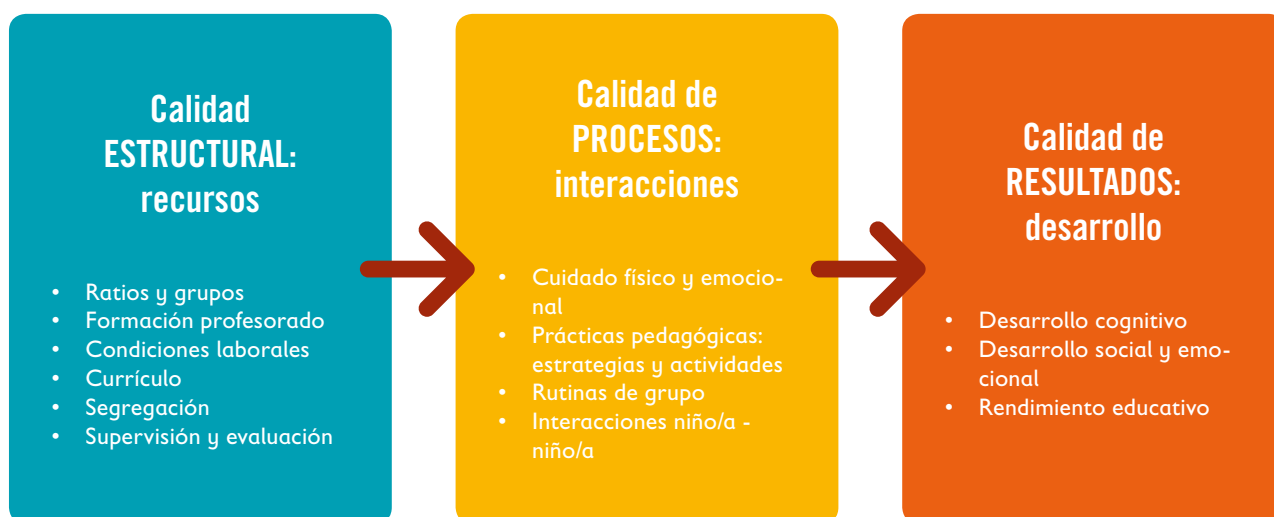 Calidad
ESTRUCTURAL:
recursos
• Ratios y grupos
• Formación profesorado
• Condiciones laborales
• Currículo
• Segregación
• Supervisión y evaluación
Calidad de
PROCESOS:
interacciones
• Cuidado físico y emocio-
nal
• Prácticas pedagógicas:
estrategias y actividades
• Rutinas de grupo
• Interacciones niño/a -
niño/a
Calidad de
RESULTADOS:
desarrollo
• Desarrollo cognitivo
• Desarrollo social y emo-
cional
• Rendimiento educativo